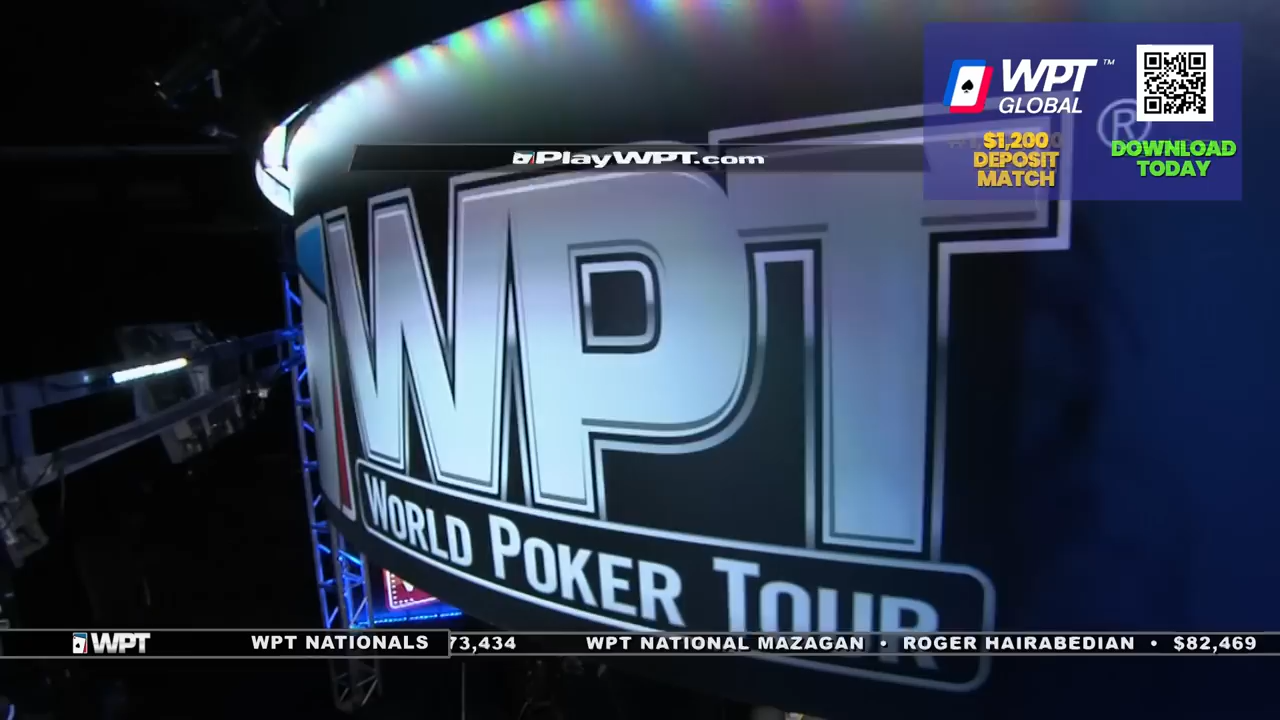 WPT™
GLOBAL
$1,200
DEPOSIT
MATCH
DOWNLOAD
TODAY
PlayWPT.com
WPT®
WORLD POKER TOUR
WPT
WPT NATIONALS
73,434 WPT NATIONAL MAZAGAN • ROGER HAIRABEDIAN • $82,469